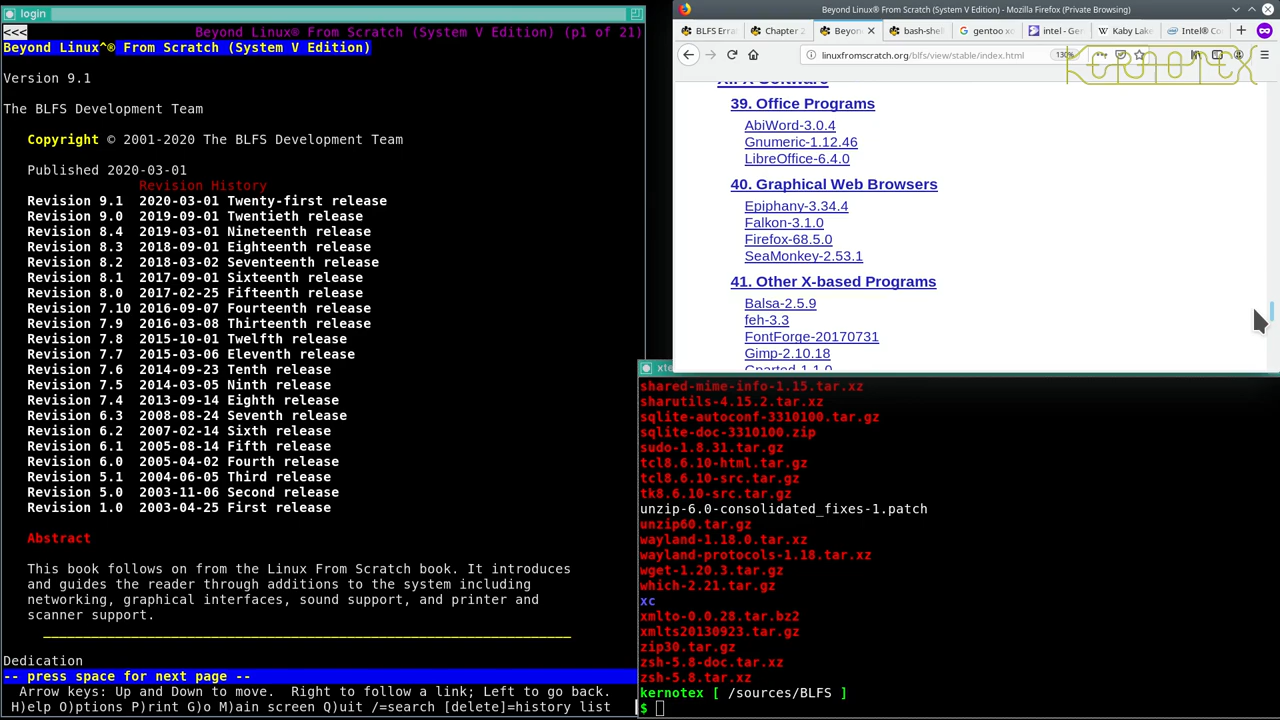 login
<<<
Beyond Linux® From Scratch (System V Edition) (p1 of 21)
Beyond Linux^® From Scratch (System V Edition)
Version 9.1
The BLFS Development Team
Copyright © 2001-2020 The BLFS Development Team
Published 2020-03-01
Revision History
Revision 9.1 2020-03-01 Twenty-first release
Revision 9.0 2019-09-01 Twentieth release
Revision 8.4 2019-03-01 Nineteenth release
Revision 8.3 2018-09-01 Eighteenth release
Revision 8.2 2018-03-02 Seventeenth release
Revision 8.1 2017-09-01 Sixteenth release
Revision 8.0 2017-02-25 Fifteenth release
Revision 7.10 2016-09-07 Fourteenth release
Revision 7.9 2016-03-08 Thirteenth release
Revision 7.8 2015-10-01 Twelfth release
Revision 7.7 2015-03-06 Eleventh release
Revision 7.6 2014-09-23 Tenth release
Revision 7.5 2014-03-05 Ninth release
Revision 7.4 2013-09-14 Eighth release
Revision 6.3 2008-08-24 Seventh release
Revision 6.2 2007-02-14 Sixth release
Revision 6.1 2005-08-14 Fifth release
Revision 6.0 2005-04-02 Fourth release
Revision 5.1 2004-06-05 Third release
Revision 5.0 2003-11-06 Second release
Revision 1.0 2003-04-25 First release
Abstract
This book follows on from the Linux From Scratch book. It introduces
and guides the reader through additions to the system including
networking, graphical interfaces, sound support, and printer and
scanner support.
Dedication
-- press space for next page --
Arrow keys: Up and Down to move. Right to follow a link; Left to go back.
H)elp O)ptions P)rint G)o M)ain screen Q)uit /=search [delete]=history list
Beyond Linux® From Scratch (System V Edition) - Mozilla Firefox (Private Browsing)
BLFS Erra
Chapter 2
Beyon
bash-shell
gentoo xc
intel - Ger
Kaby Lake
Intel® Co
linuxfromscratch.org/blfs/view/stable/index.html
130%
KERNOTEX
XII. X Software
39. Office Programs
AbiWord-3.0.4
Gnumeric-1.12.46
LibreOffice-6.4.0
40. Graphical Web Browsers
Epiphany-3.34.4
Falkon-3.1.0
Firefox-68.5.0
SeaMonkey-2.53.1
41. Other X-based Programs
Balsa-2.5.9
feh-3.3
FontForge-20170731
Gimp-2.10.18
Gparted-1.1.0
xte
shared-mime-info-1.15.tar.xz
sharutils-4.15.2.tar.xz
sqlite-autoconf-3310100.tar.gz
sqlite-doc-3310100.zip
sudo-1.8.31.tar.gz
tcl8.6.10-html.tar.gz
tcl8.6.10-src.tar.gz
tk8.6.10-src.tar.gz
unzip-6.0-consolidated_fixes-1.patch
unzip60.tar.gz
wayland-1.18.0.tar.xz
wayland-protocols-1.18.tar.xz
wget-1.20.3.tar.gz
which-2.21.tar.gz
xc
xmlto-0.0.28.tar.bz2
xmlts20130923.tar.gz
zip30.tar.gz
zsh-5.8-doc.tar.xz
zsh-5.8.tar.xz
kernotex [ /sources/BLFS ]
$